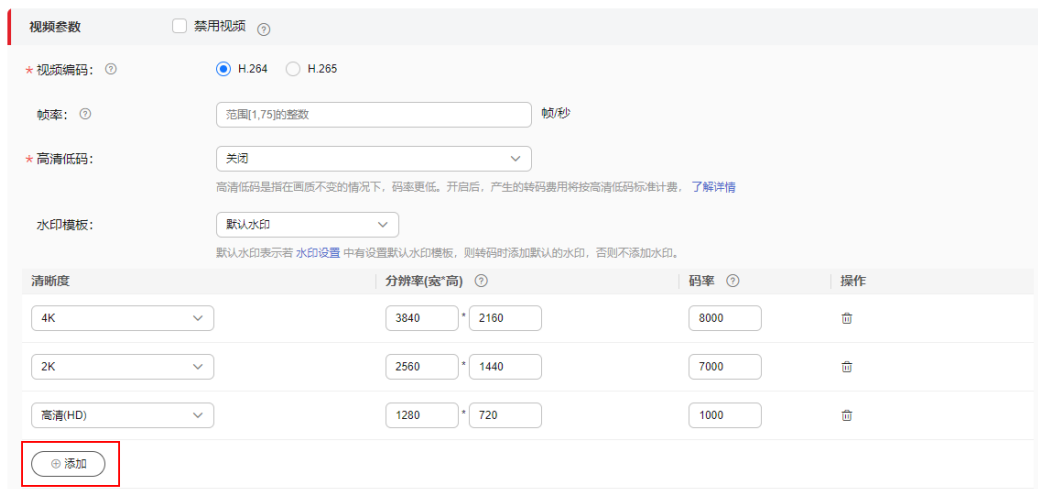 视频参数 禁用视频 ?
* 视频编码： ? H.264 H.265
帧率： ? 范围[1,75]的整数 帧/秒
* 高清低码： 关闭
高清低码是指在画质不变的情况下，码率更低。开启后，产生的转码费用将按高清低码标准计费， 了解详情
水印模板： 默认水印
默认水印表示若 水印设置 中有设置默认水印模板，则转码时添加默认的水印，否则不添加水印。
清晰度 分辨率(宽*高) ? 码率 ? 操作
4K 3840 * 2160 8000
2K 2560 * 1440 7000
高清(HD) 1280 * 720 1000
添加